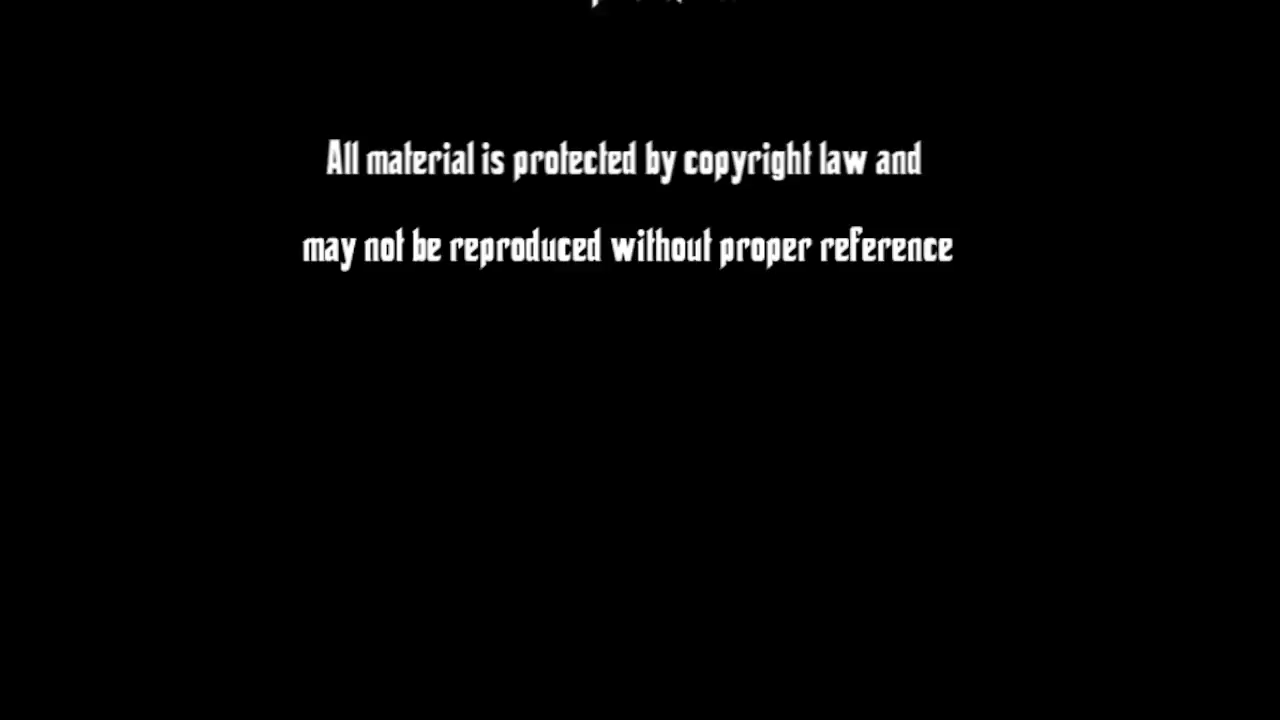 All material is protected by copyright law and
may not be reproduced without proper reference